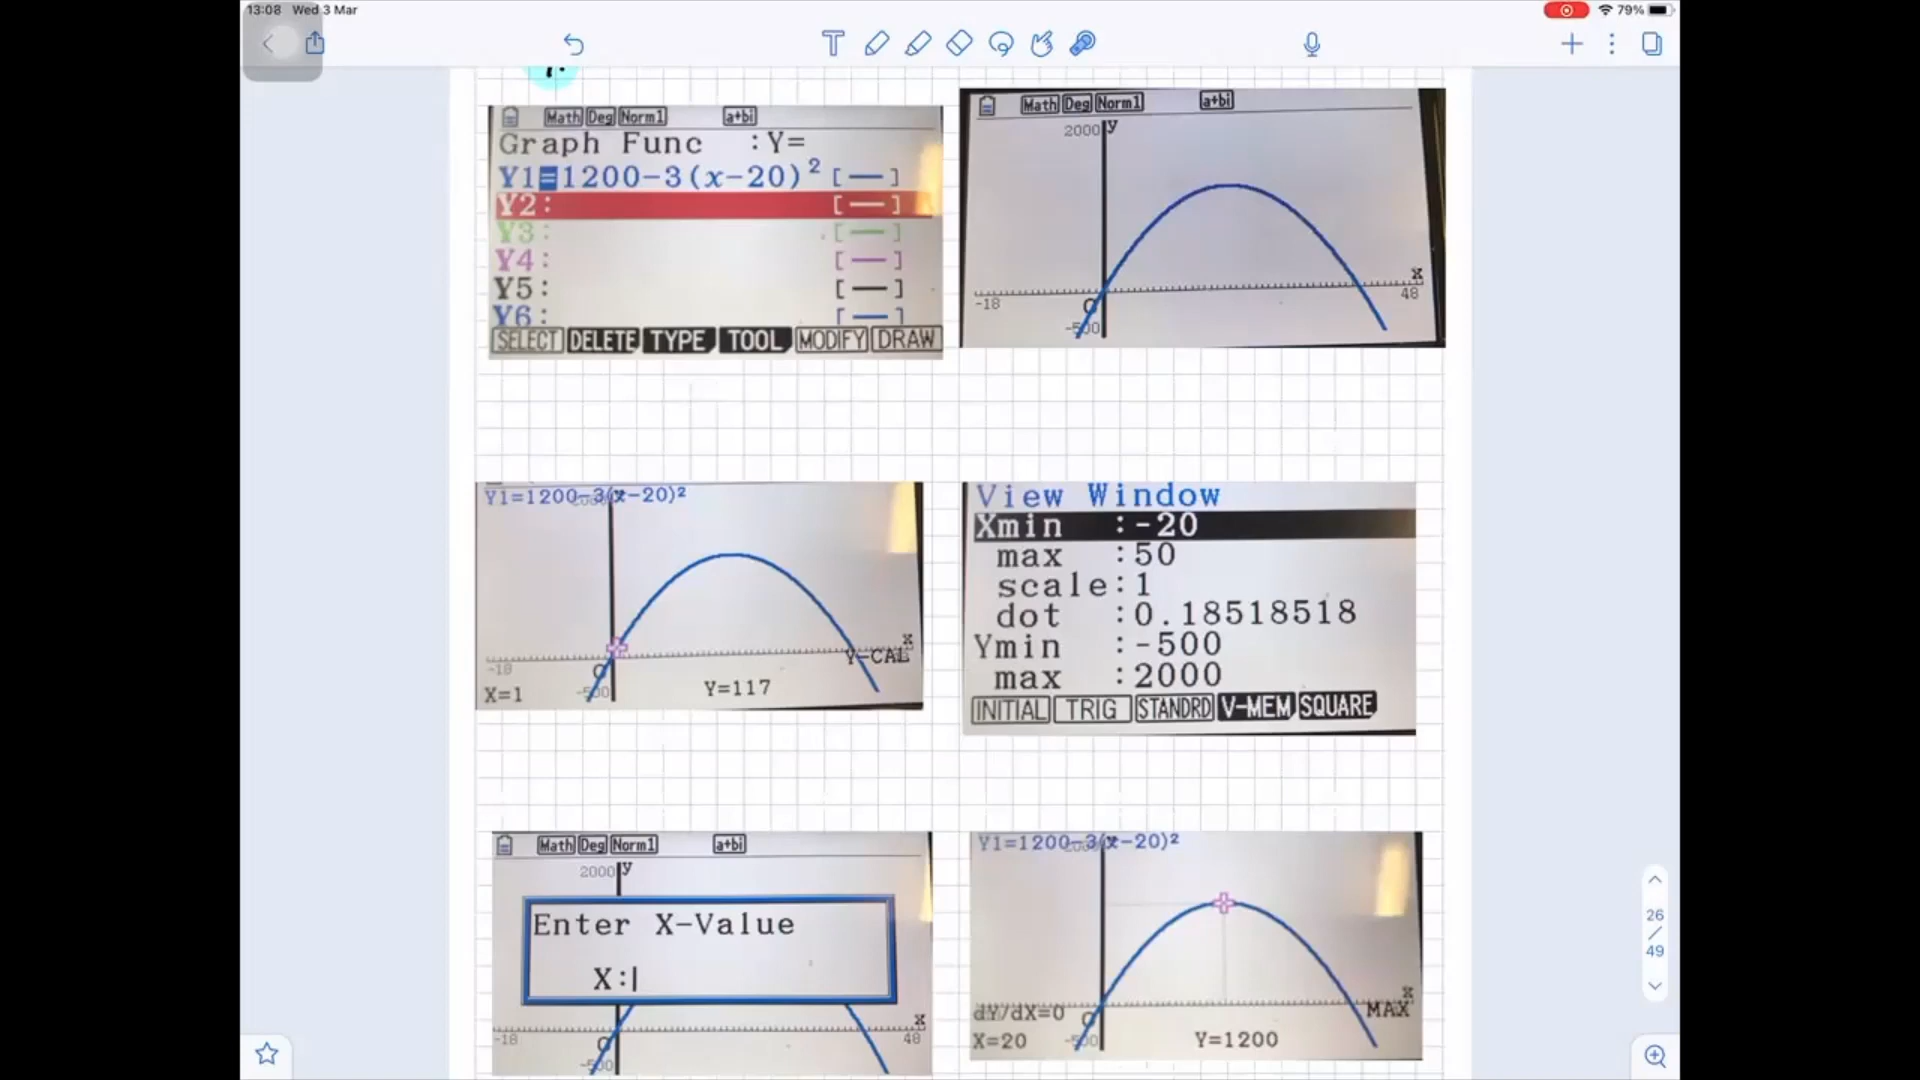 13:08 Wed 3 Mar
79%
Math Deg Norm1 a+bi
Graph Func :Y=
Y1=1200-3(x-20)² [—]
Y2: [—]
Y3: [—]
Y4: [—]
Y5: [—]
Y6: [—]
SELECT DELETE TYPE TOOL MODIFY DRAW
Math Deg Norm1 a+bi
2000 y
x
-18 O 48
-500
Y1=1200-3(x-20)²
x
-18 O Y-CAL
X=1 -500 Y=117
View Window
Xmin :-20
max :50
scale:1
dot :0.18518518
Ymin :-500
max :2000
INITIAL TRIG STANDRD V-MEM SQUARE
Math Deg Norm1 a+bi
2000 y
Enter X-Value
X:
x
-18 O 48
-500
Y1=1200-3(x-20)²
x
dY/dX=0 O MAX
X=20 -500 Y=1200
26
/
49